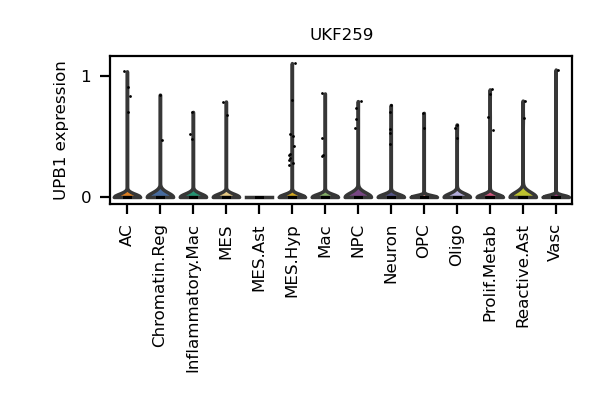 UKF259
UPB1 expression
1
0
AC
Chromatin.Reg
Inflammatory.Mac
MES
MES.Ast
MES.Hyp
Mac
NPC
Neuron
OPC
Oligo
Prolif.Metab
Reactive.Ast
Vasc